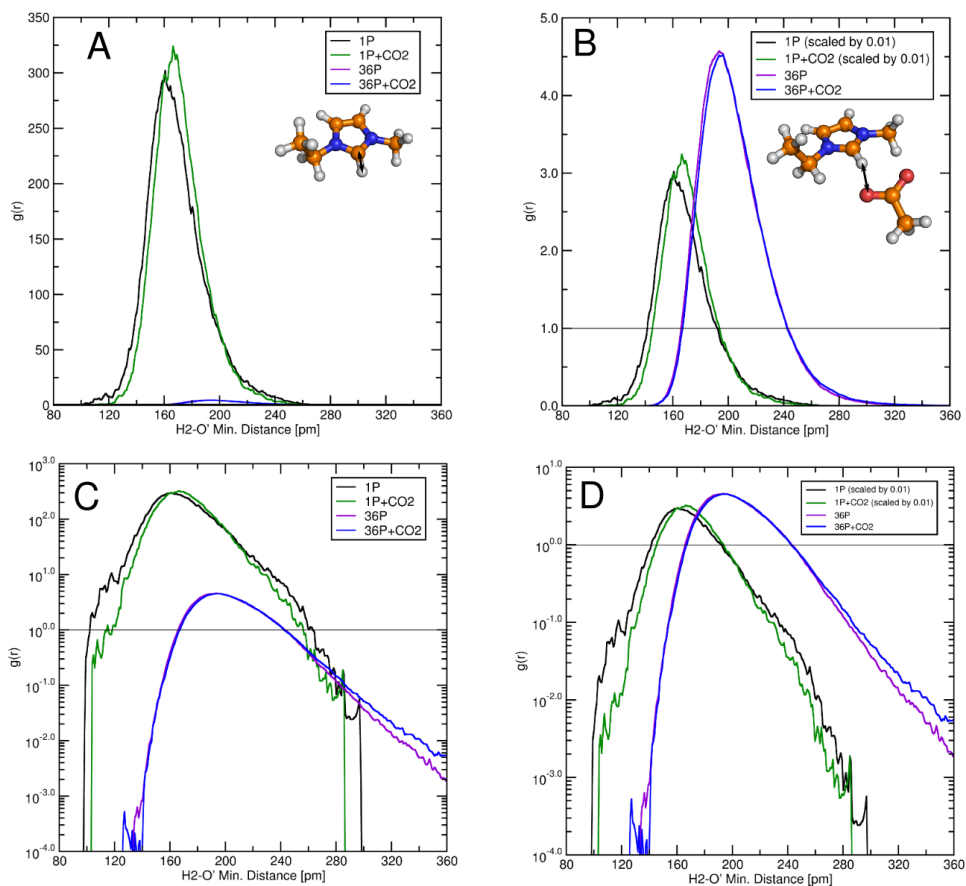 A
1P
1P+CO2
36P
36P+CO2
350
300
250
200
150
100
50
0
g(r)
80 120 160 200 240 280 320 360
H2-O' Min. Distance [pm]
B
1P (scaled by 0.01)
1P+CO2 (scaled by 0.01)
36P
36P+CO2
5.0
4.0
3.0
2.0
1.0
0.0
g(r)
80 120 160 200 240 280 320 360
H2-O' Min. Distance [pm]
C
1P
1P+CO2
36P
36P+CO2
10^3.0
10^2.0
10^1.0
10^0.0
10^-1.0
10^-2.0
10^-3.0
10^-4.0
g(r)
80 120 160 200 240 280 320 360
H2-O' Min. Distance [pm]
D
1P (scaled by 0.01)
1P+CO2 (scaled by 0.01)
36P
36P+CO2
10^1.0
10^0.0
10^-1.0
10^-2.0
10^-3.0
10^-4.0
g(r)
80 120 160 200 240 280 320 360
H2-O' Min. Distance [pm]